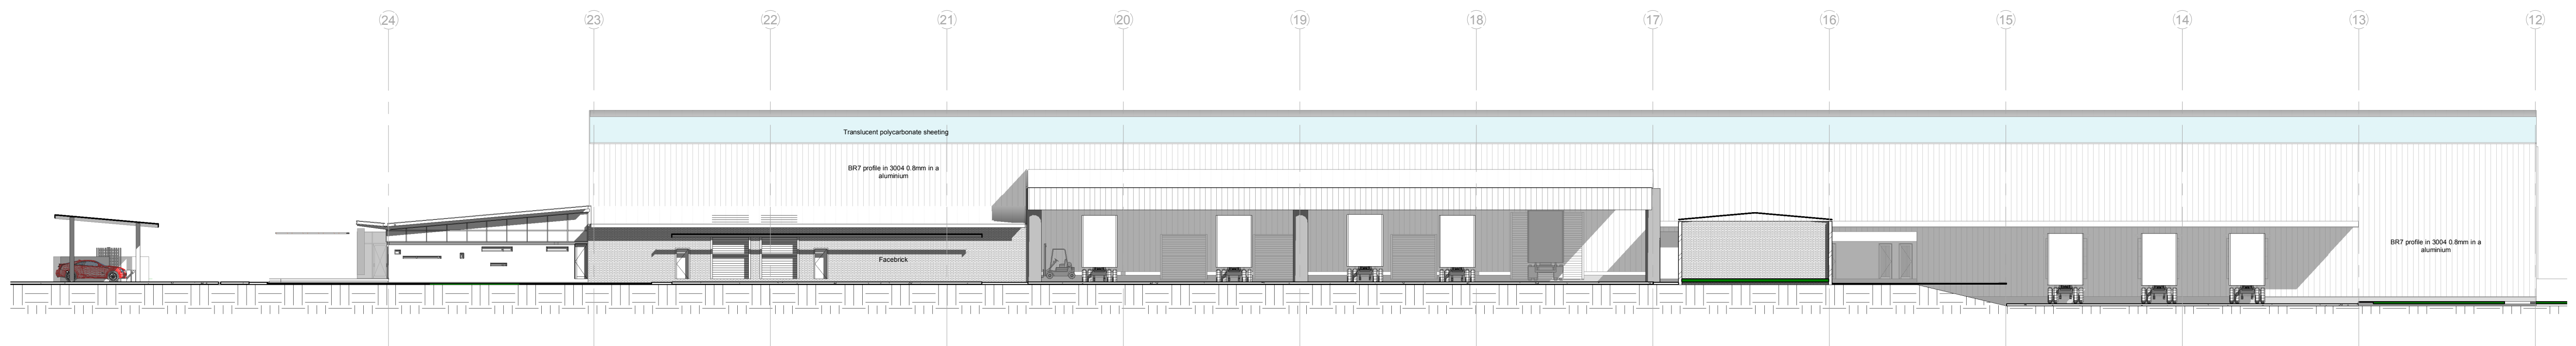 24 23 22 21 20 19 18 17 16 15 14 13 12
Translucent polycarbonate sheeting
BR7 profile in 3004 0.8mm in a
aluminium
BR7 profile in 3004 0.8mm in a
aluminium
Facebrick